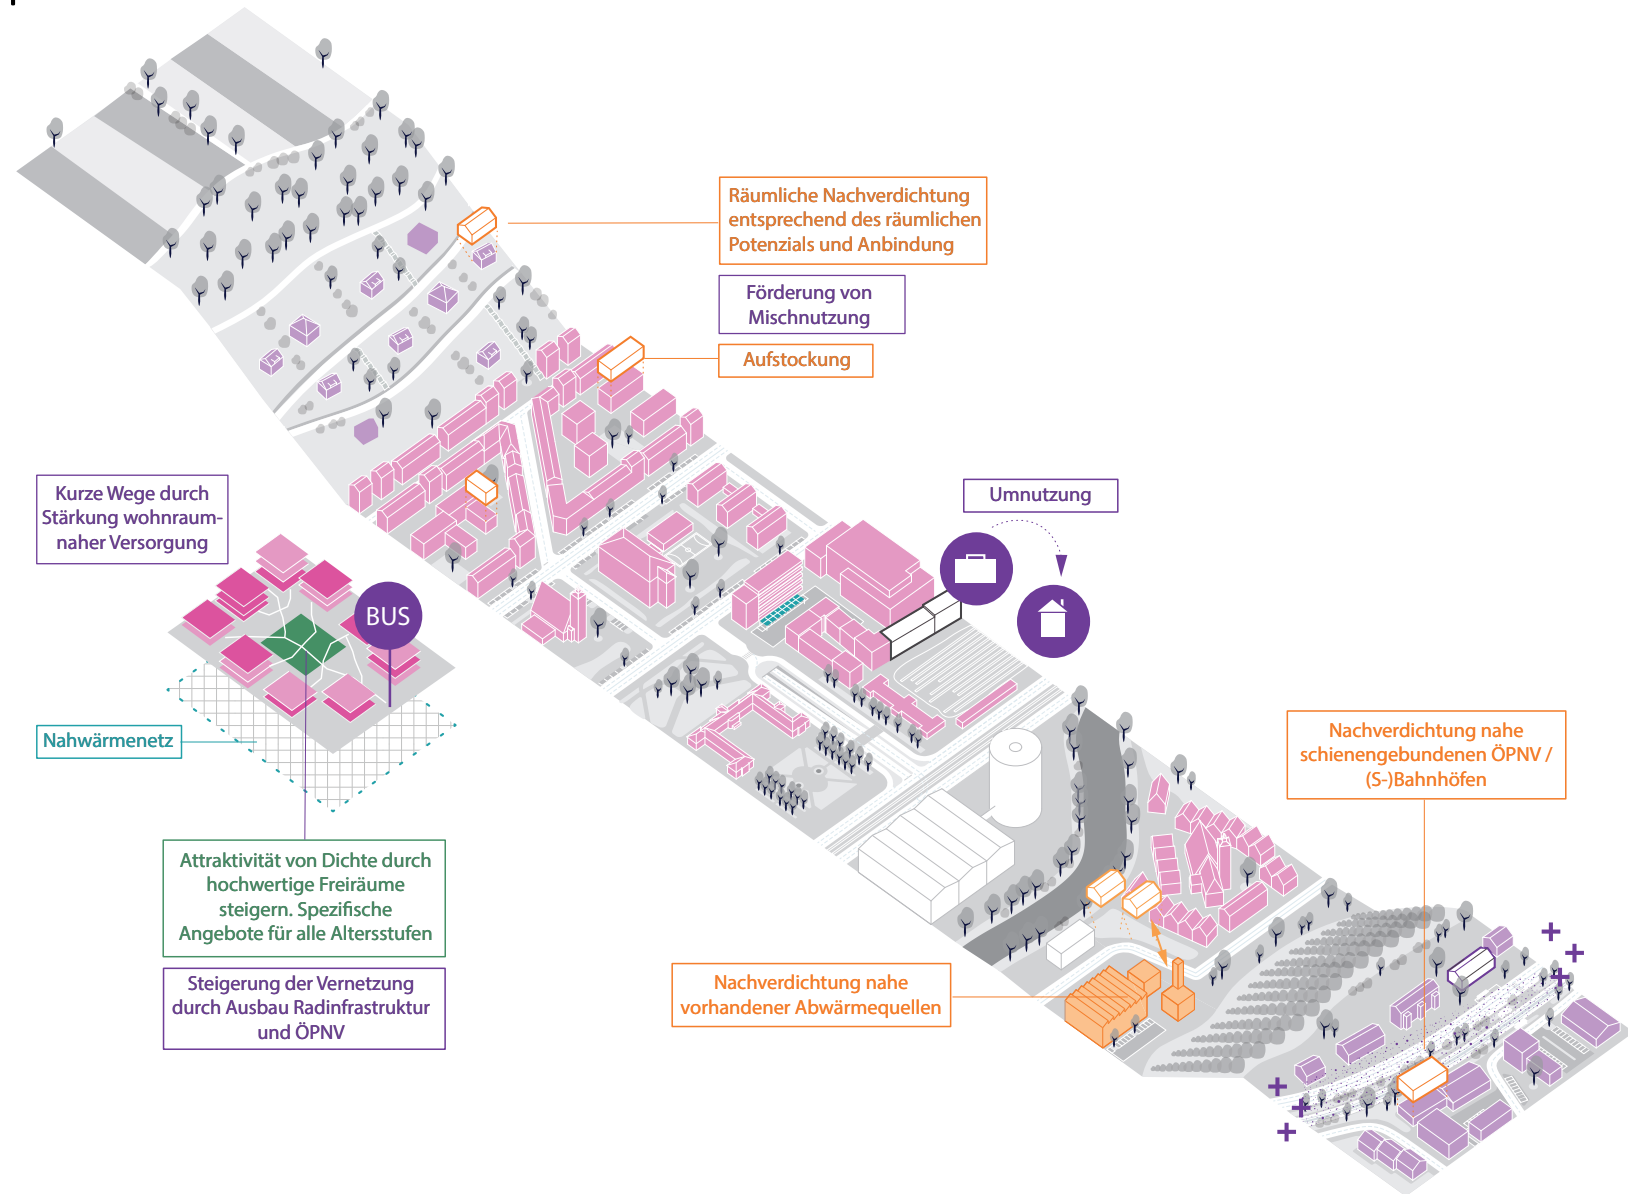 Räumliche Nachverdichtung
entsprechend des räumlichen
Potenzials und Anbindung
Förderung von
Mischnutzung
Aufstockung
Kurze Wege durch
Stärkung wohnraum-
naher Versorgung
Umnutzung
BUS
Nahwärmenetz
Nachverdichtung nahe
schienengebundenen ÖPNV /
(S-)Bahnhöfen
Attraktivität von Dichte durch
hochwertige Freiräume
steigern. Spezifische
Angebote für alle Altersstufen
Nachverdichtung nahe
vorhandener Abwärmequellen
Steigerung der Vernetzung
durch Ausbau Radinfrastruktur
und ÖPNV